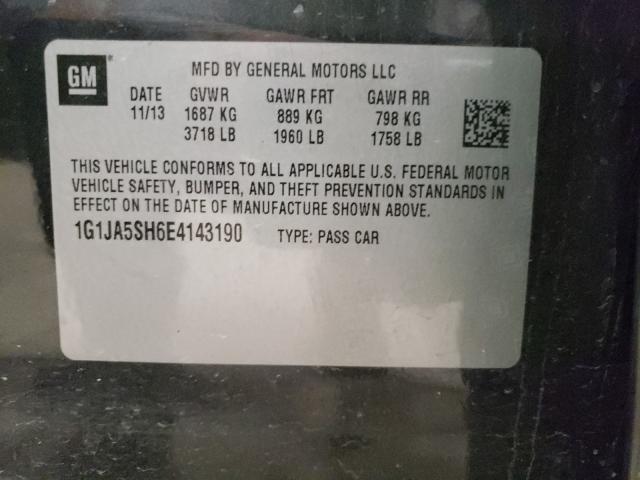 GM
MFD BY GENERAL MOTORS LLC
DATE GVWR GAWR FRT GAWR RR
11/13 1687 KG 889 KG 798 KG
3718 LB 1960 LB 1758 LB
THIS VEHICLE CONFORMS TO ALL APPLICABLE U.S. FEDERAL MOTOR
VEHICLE SAFETY, BUMPER, AND THEFT PREVENTION STANDARDS IN
EFFECT ON THE DATE OF MANUFACTURE SHOWN ABOVE.
1G1JA5SH6E4143190 TYPE: PASS CAR